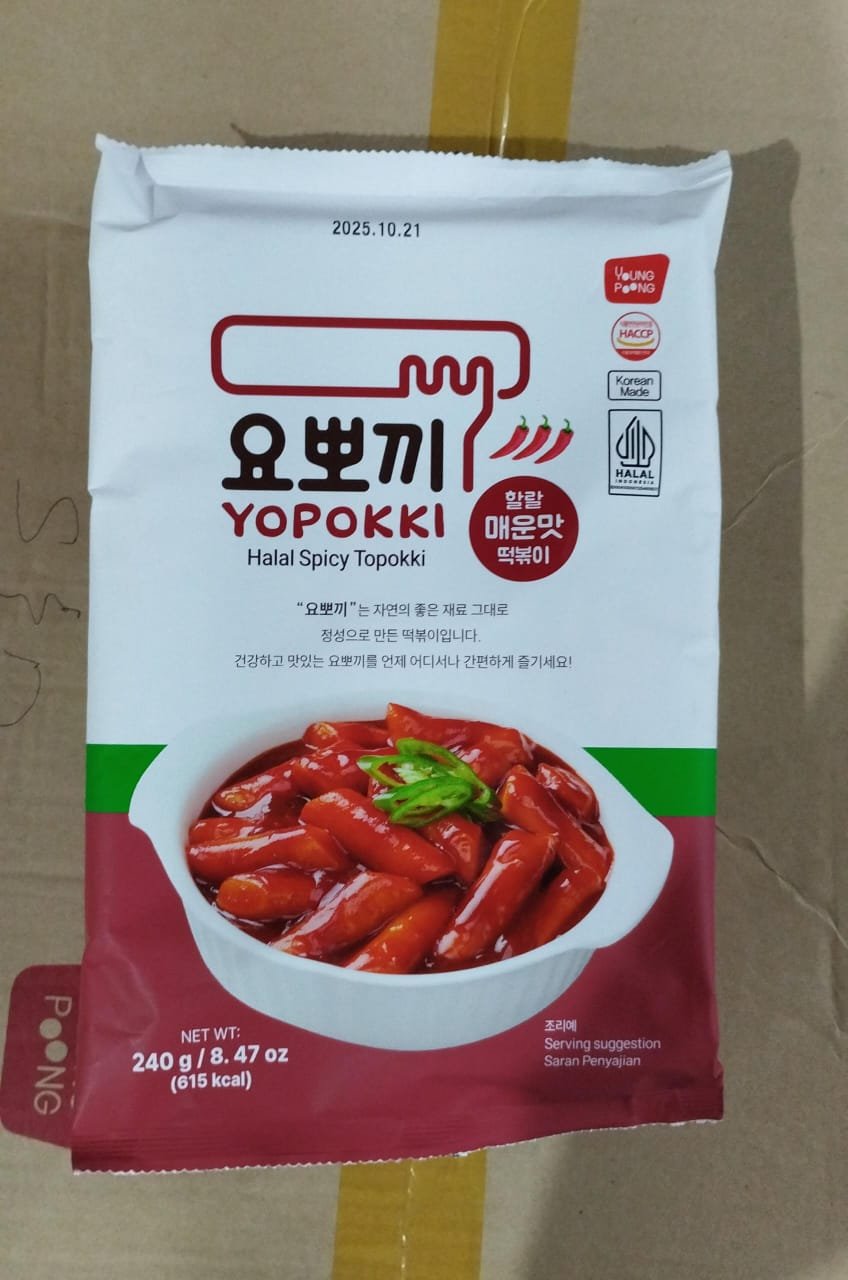 2025.10.21
YOUNG
POONG
HACCP
Korean
Made
HALAL
INDONESIA
요뽀끼
YOPOKKI
Halal Spicy Topokki
할랄
매운맛
떡볶이
“요뽀끼”는 자연의 좋은 재료 그대로
정성으로 만든 떡볶이입니다.
건강하고 맛있는 요뽀끼를 언제 어디서나 간편하게 즐기세요!
NET WT:
240 g / 8. 47 oz
(615 kcal)
조리예
Serving suggestion
Saran Penyajian
POONG